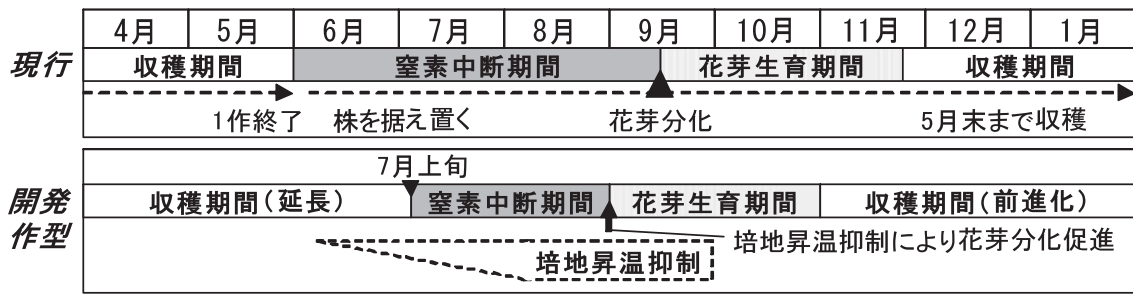 4月 5月 6月 7月 8月 9月 10月 11月 12月 1月
現行 収穫期間 窒素中断期間 花芽生育期間 収穫期間
1作終了 株を据え置く 花芽分化 5月末まで収穫
7月上旬
開発作型 収穫期間(延長) 窒素中断期間 花芽生育期間 収穫期間(前進化)
培地昇温抑制により花芽分化促進
培地昇温抑制